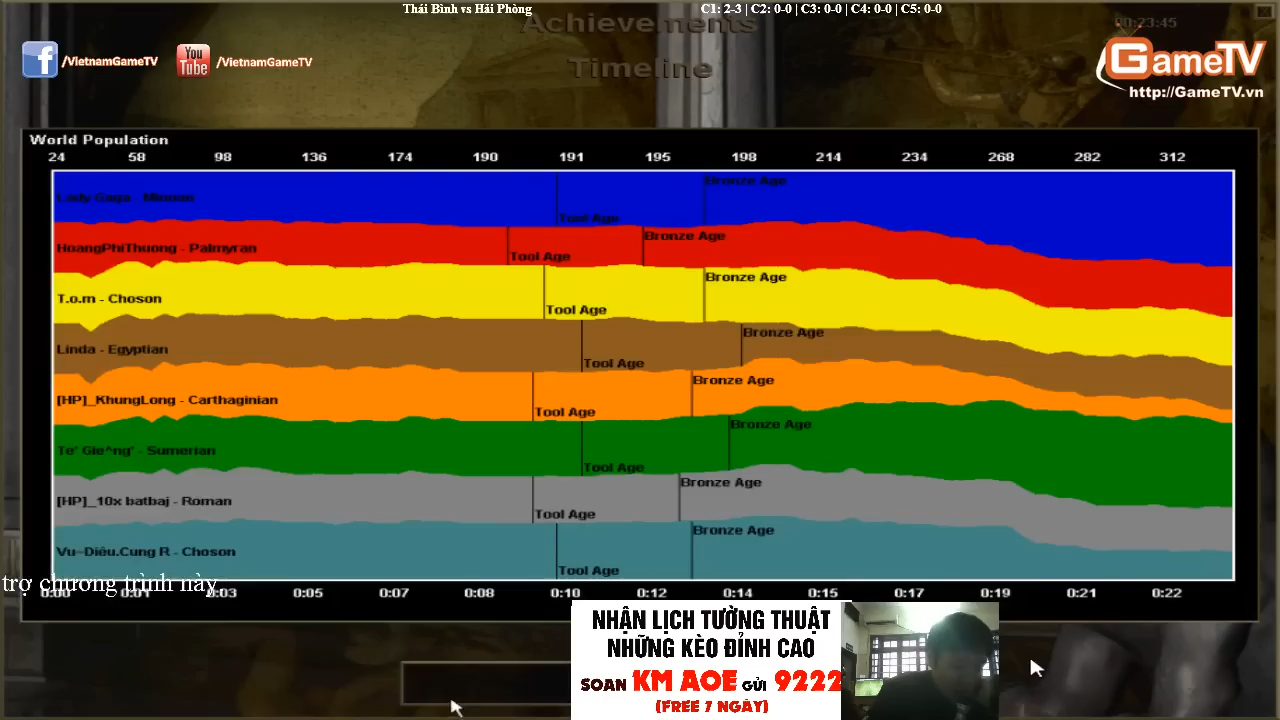 Thái Bình vs Hải Phòng
C1: 2-3 | C2: 0-0 | C3: 0-0 | C4: 0-0 | C5: 0-0
Achievements
00:23:45
Timeline
/VietnamGameTV
You Tube
/VietnamGameTV
GameTV
http://GameTV.vn
World Population
24 58 98 136 174 190 191 195 198 214 234 268 282 312
Lady Gaga - Minoan
Tool Age
Bronze Age
HoangPhiThuong - Palmyran
Tool Age
Bronze Age
T.o.m - Choson
Tool Age
Bronze Age
Linda - Egyptian
Tool Age
Bronze Age
[HP]_KhungLong - Carthaginian
Tool Age
Bronze Age
Te' Gie^ng' - Sumerian
Tool Age
Bronze Age
[HP]_10x batbaj - Roman
Tool Age
Bronze Age
Vu~Diêu.Cung R - Choson
Tool Age
Bronze Age
trợ chương trình này
0:00 0:01 0:03 0:05 0:07 0:08 0:10 0:12 0:14 0:15 0:17 0:19 0:21 0:22
NHẬN LỊCH TƯỜNG THUẬT
NHỮNG KÈO ĐỈNH CAO
SOẠN KM AOE GỬI 9222
(FREE 7 NGÀY)